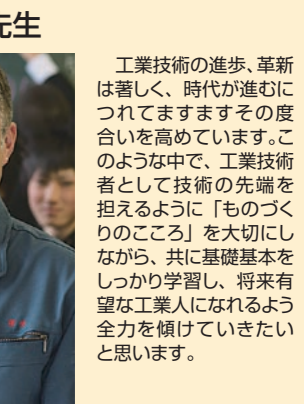 先生
工業技術の進歩、革新
は著しく、時代が進むに
つれてますますその度
合いを高めています。こ
のような中で、工業技術
者として技術の先端を
担えるように「ものづく
りのこころ」を大切にし
ながら、共に基礎基本を
しっかり学習し、将来有
望な工業人になれるよう
全力を傾けていきたい
と思います。